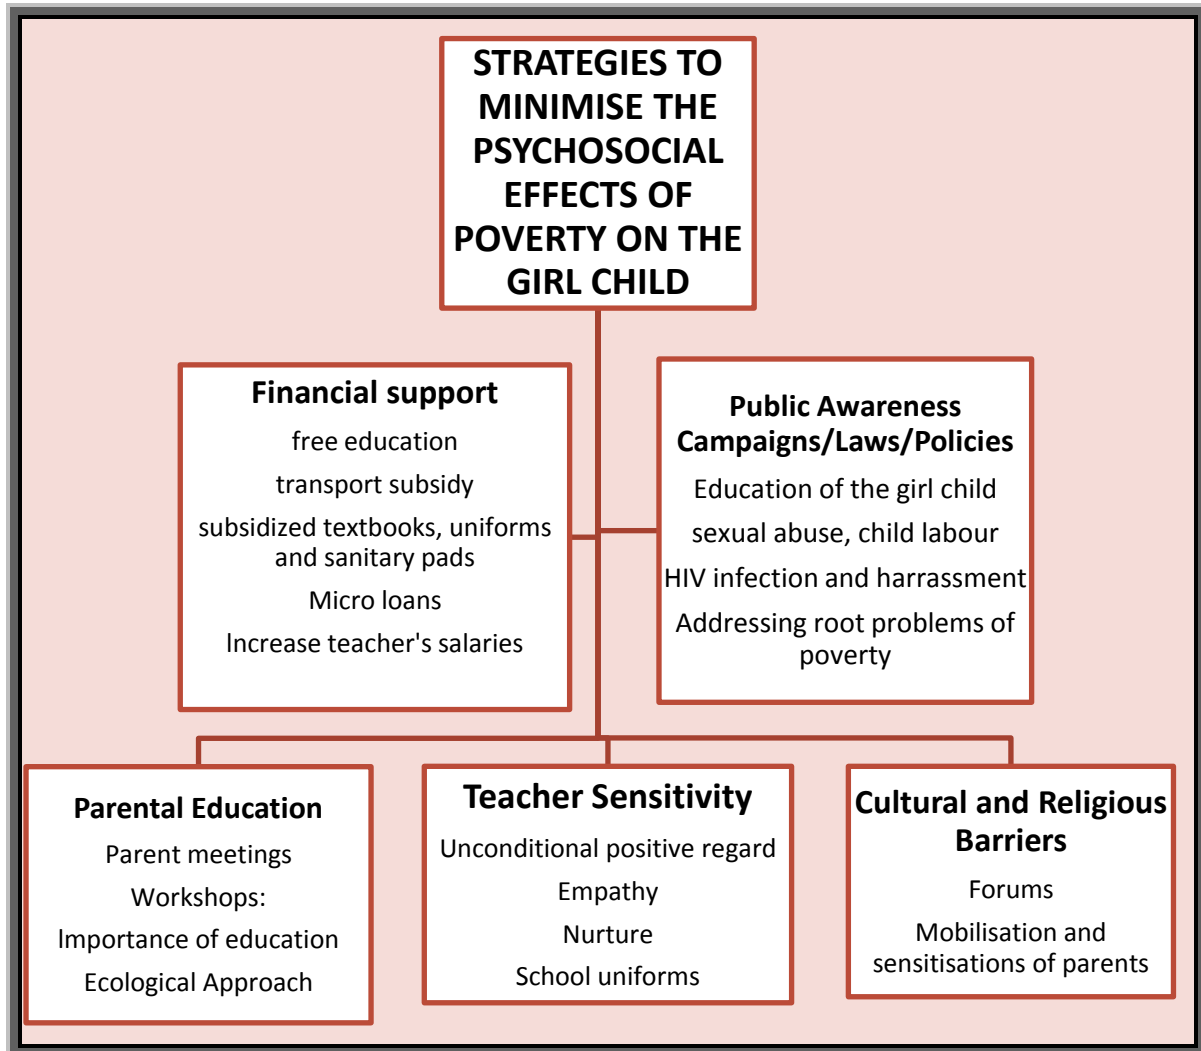 STRATEGIES TO
MINIMISE THE
PSYCHOSOCIAL
EFFECTS OF
POVERTY ON THE
GIRL CHILD
Financial support
free education
transport subsidy
subsidized textbooks, uniforms
and sanitary pads
Micro loans
Increase teacher's salaries
Public Awareness
Campaigns/Laws/Policies
Education of the girl child
sexual abuse, child labour
HIV infection and harrassment
Addressing root problems of
poverty
Parental Education
Parent meetings
Workshops:
Importance of education
Ecological Approach
Teacher Sensitivity
Unconditional positive regard
Empathy
Nurture
School uniforms
Cultural and Religious
Barriers
Forums
Mobilisation and
sensitisations of parents